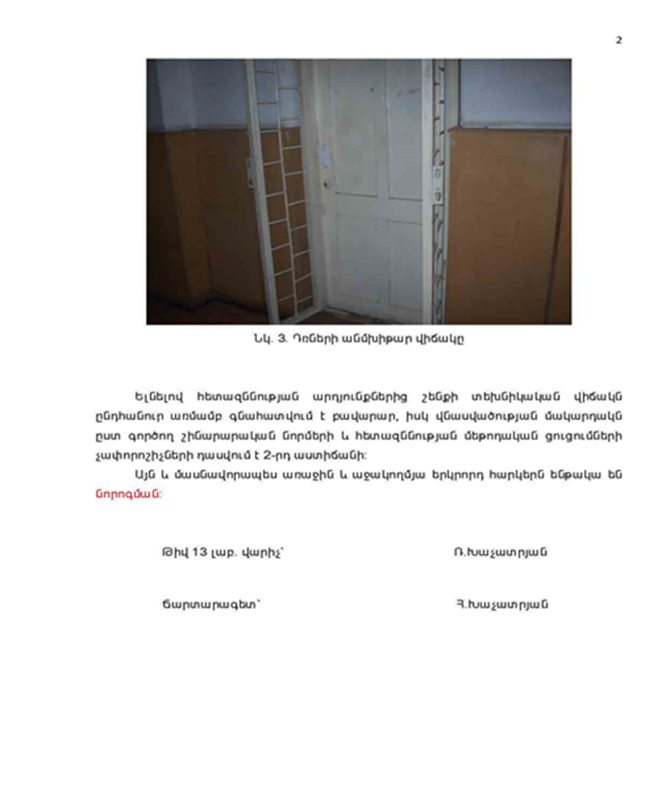 2
Նկ. 3. Դռների անմխիթար վիճակը
Ելնելով հետազննության արդյունքներից շենքի տեխնիկական վիճակն
ընդհանուր առմամբ գնահատվում է բավարար, իսկ վնասվածության մակարդակն
ըստ գործող շինարարական նորմերի և հետազննության մեթոդական ցուցումների
չափորոշիչների դասվում է 2-րդ աստիճանի:
Այն և մասնավորապես առաջին և աջակողմյա երկրորդ հարկերն ենթակա են
նորոգման:
Թիվ 13 լաբ. վարիչ՝ Ռ.Խաչատրյան
Ճարտարագետ՝ Հ.Խաչատրյան